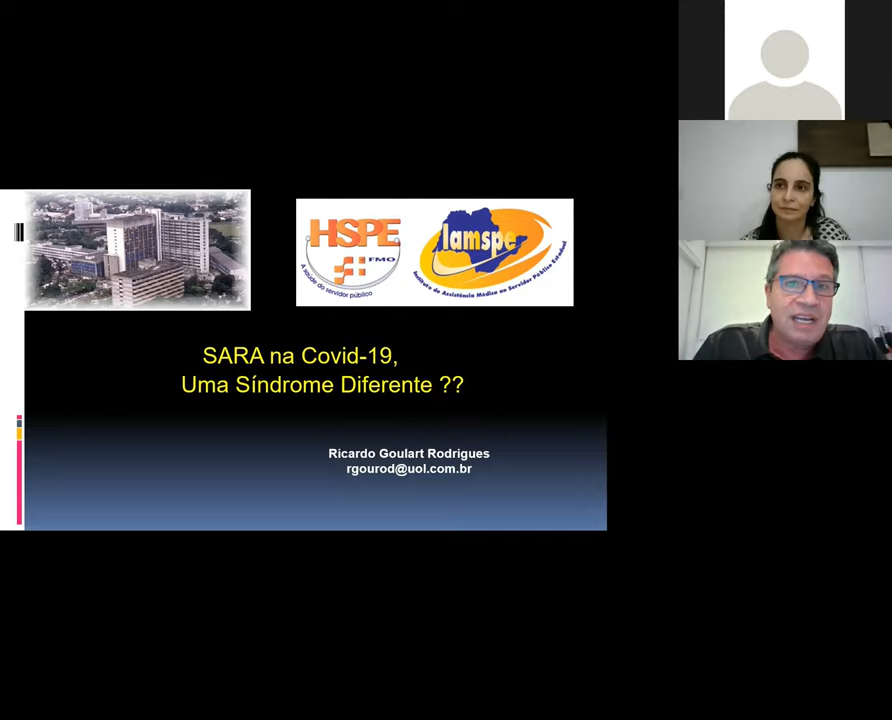 HSPE
FMO
A saúde do servidor público
Iamspe
Instituto de Assistência Médica ao Servidor Público Estadual
SARA na Covid-19,
Uma Síndrome Diferente ??
Ricardo Goulart Rodrigues
rgourod@uol.com.br